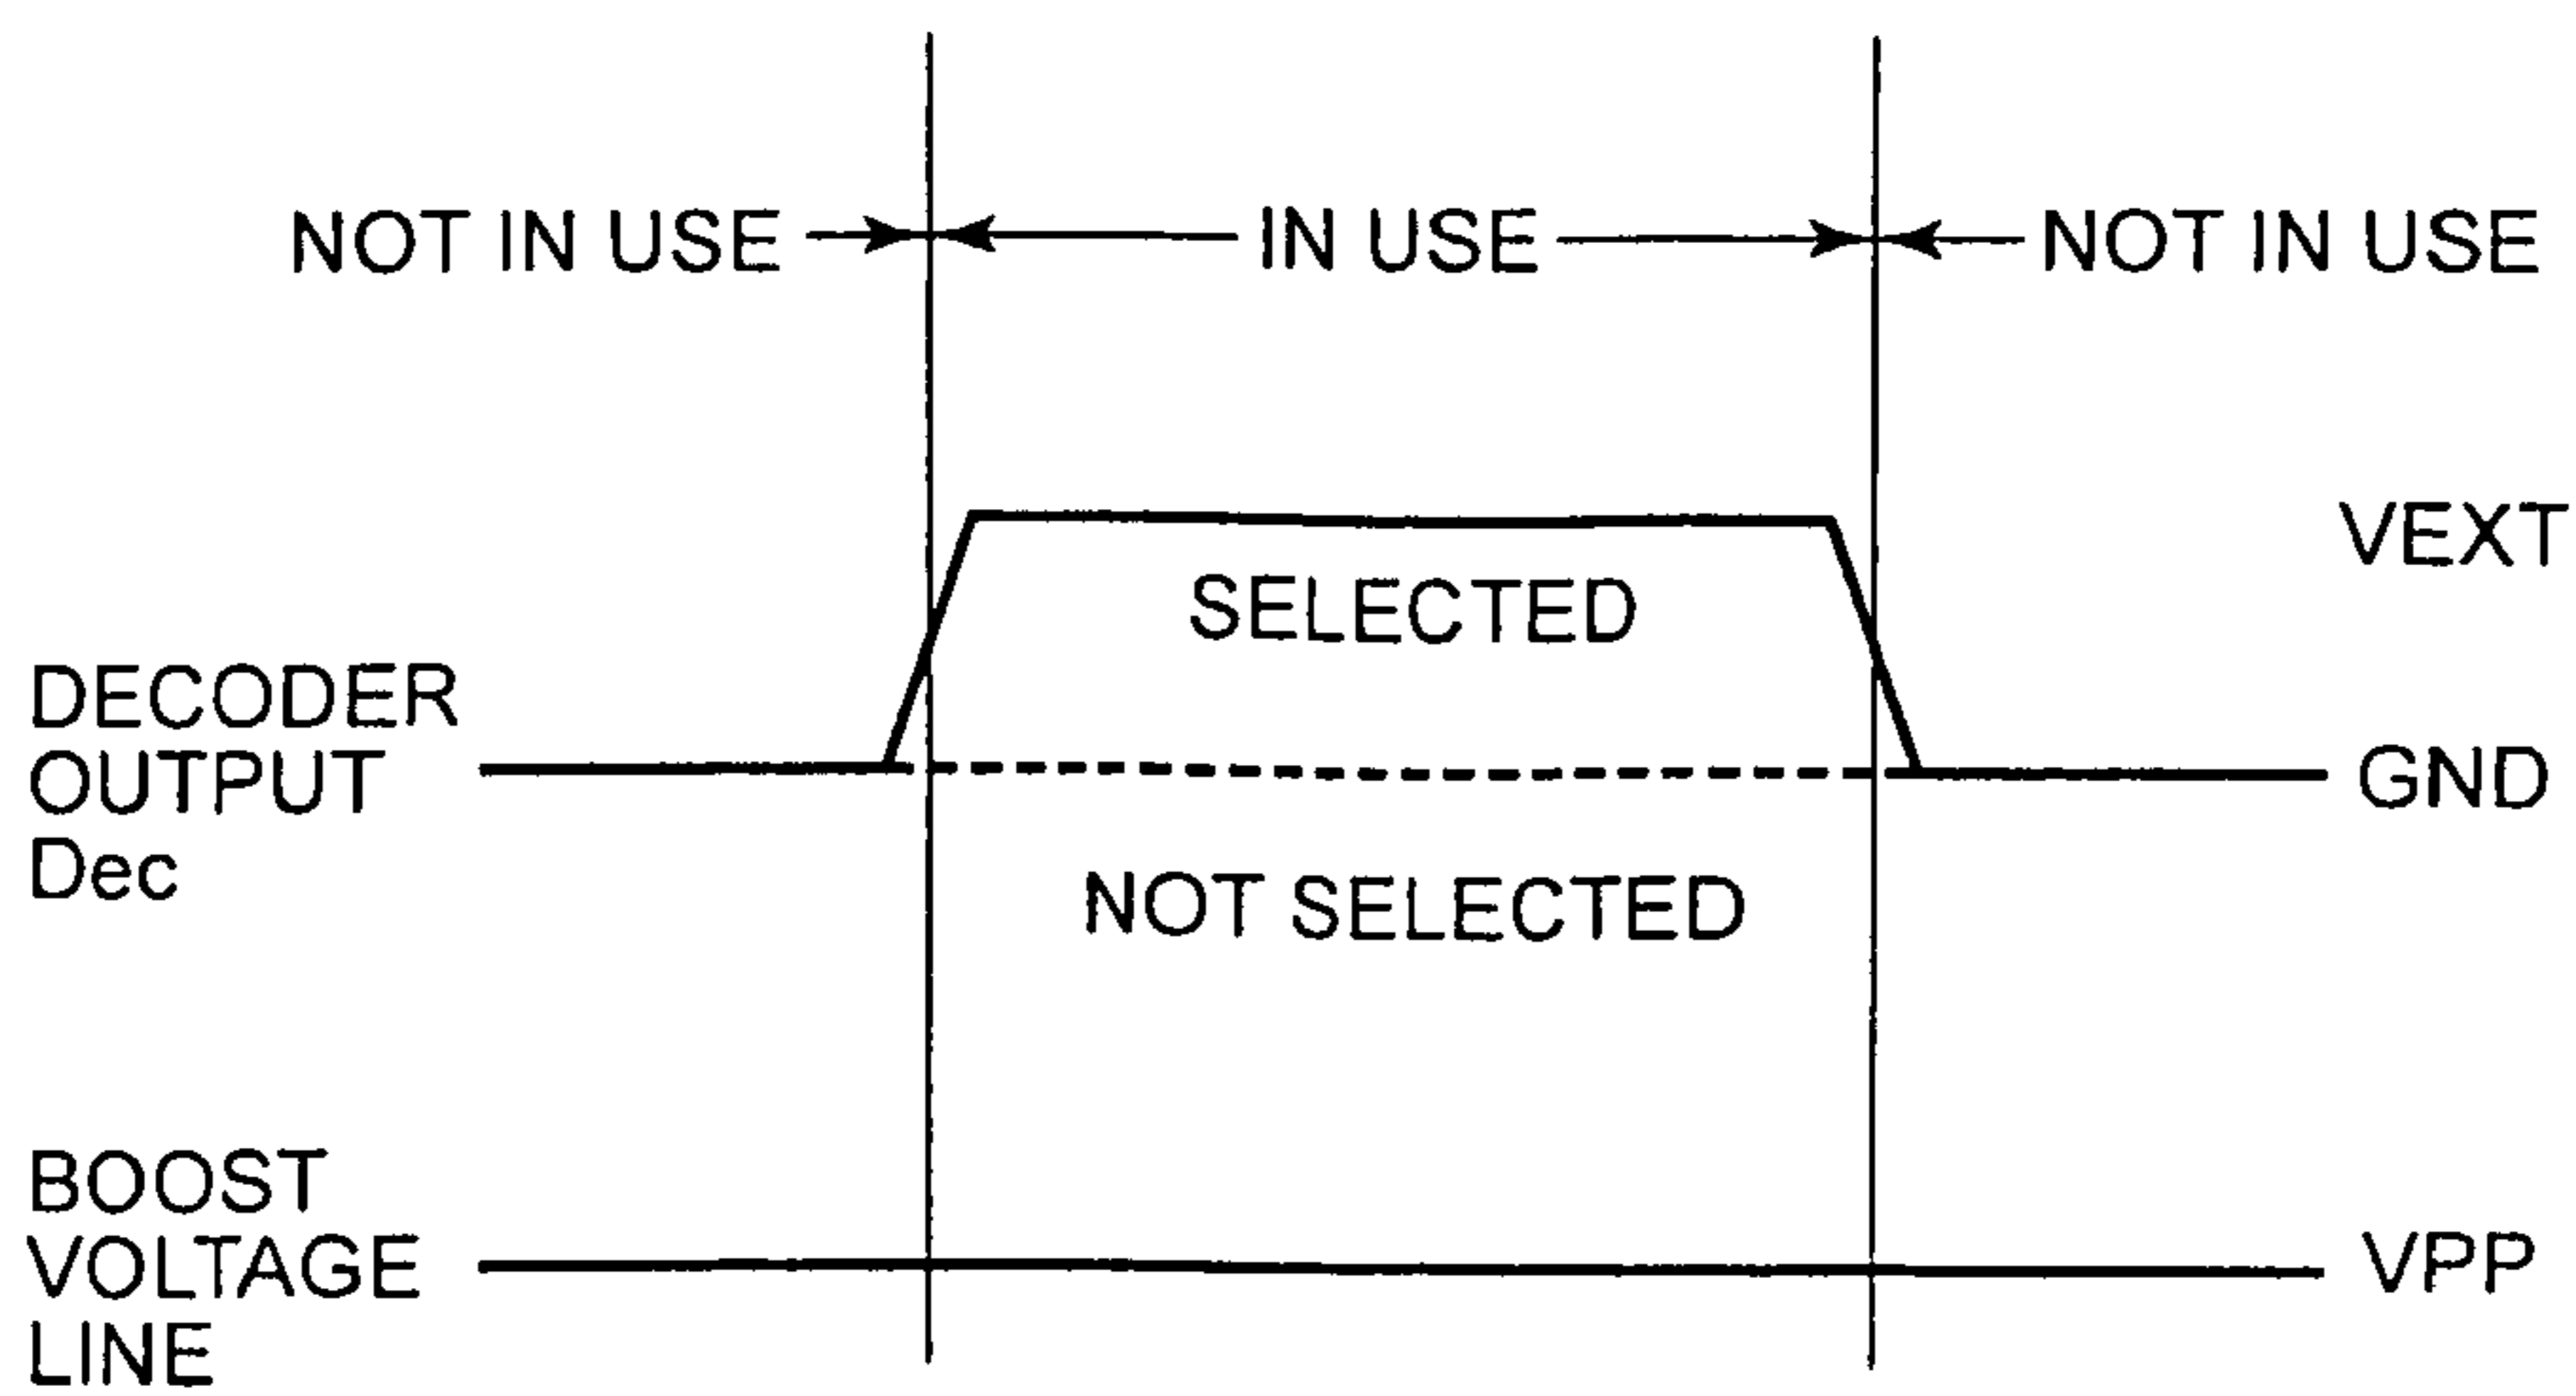 NOT IN USE
IN USE
NOT IN USE
VEXT
SELECTED
DECODER
OUTPUT
Dec
GND
NOT SELECTED
BOOST
VOLTAGE
LINE
VPP